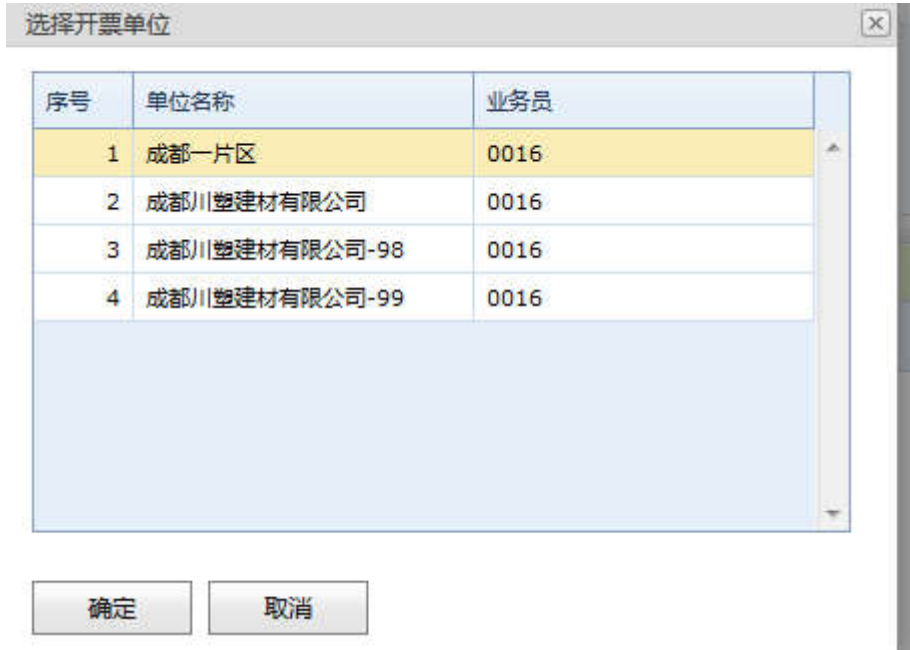 选择开票单位
序号 单位名称 业务员
1 成都一片区 0016
2 成都川塑建材有限公司 0016
3 成都川塑建材有限公司-98 0016
4 成都川塑建材有限公司-99 0016
确定 取消